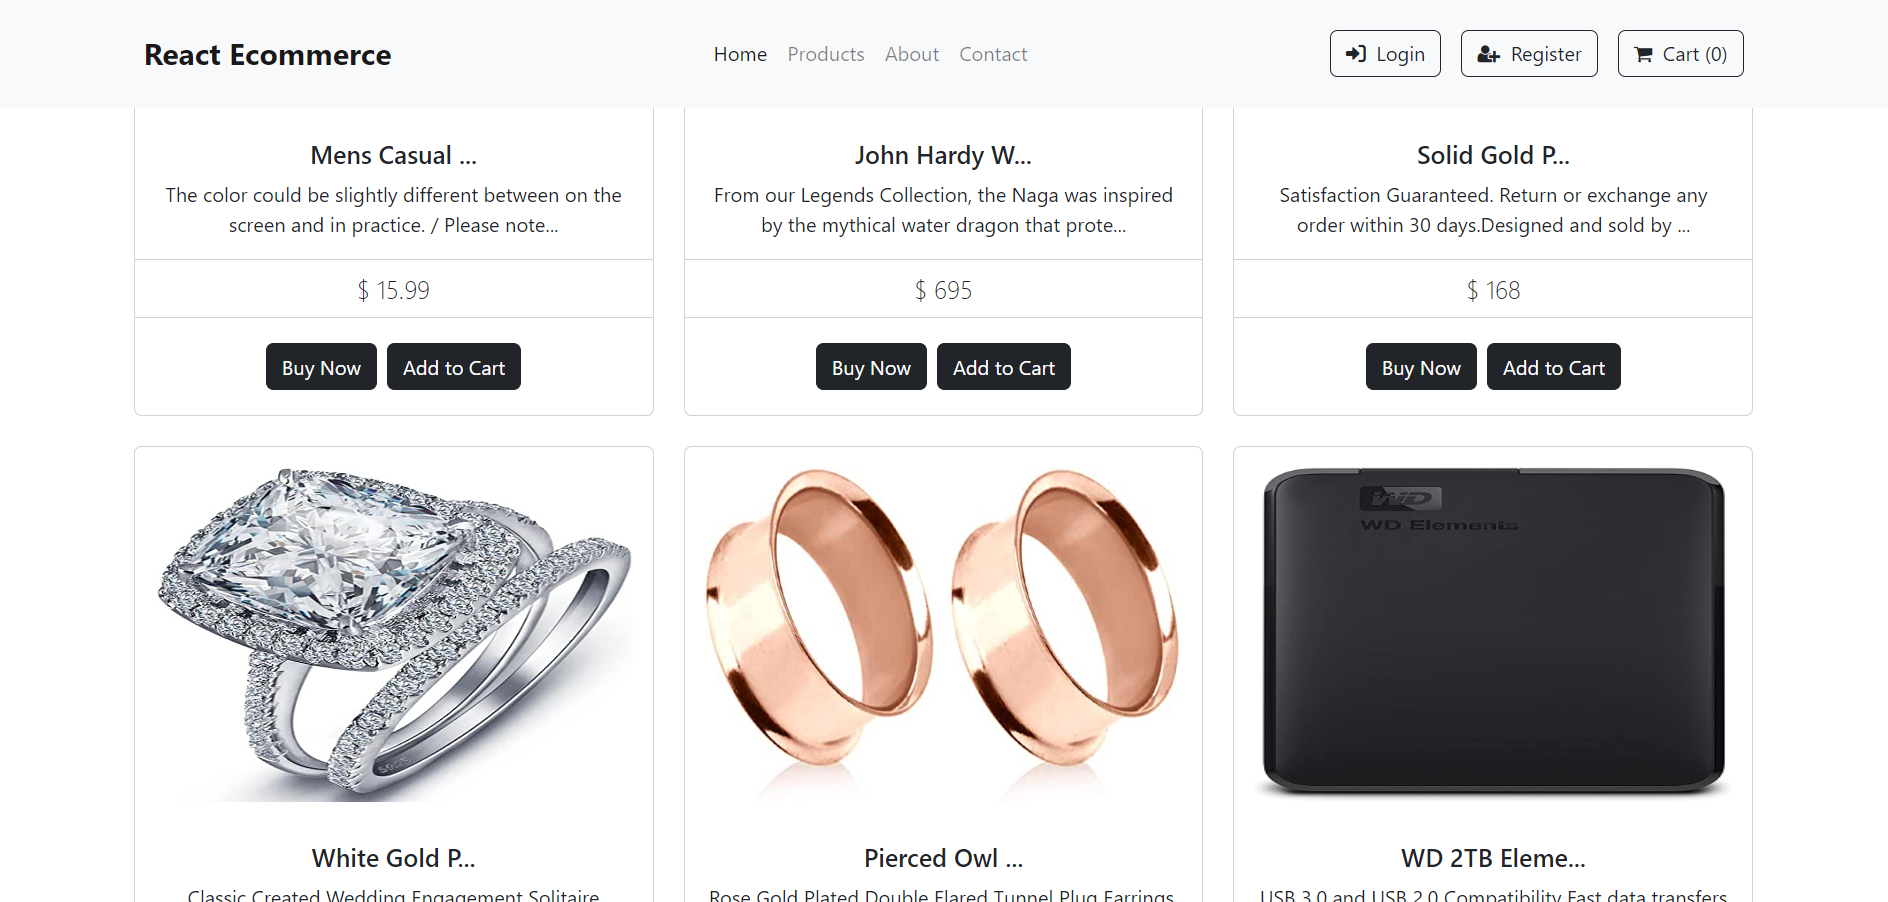 React Ecommerce
Home Products About Contact
Login Register Cart (0)
Mens Casual ...
The color could be slightly different between on the
screen and in practice. / Please note...
$ 15.99
Buy Now Add to Cart
John Hardy W...
From our Legends Collection, the Naga was inspired
by the mythical water dragon that prote...
$ 695
Buy Now Add to Cart
Solid Gold P...
Satisfaction Guaranteed. Return or exchange any
order within 30 days.Designed and sold by ...
$ 168
Buy Now Add to Cart
White Gold P...
Classic Created Wedding Engagement Solitaire
Pierced Owl ...
Rose Gold Plated Double Flared Tunnel Plug Earrings
WD
WD Elements
WD 2TB Eleme...
USB 3.0 and USB 2.0 Compatibility Fast data transfers